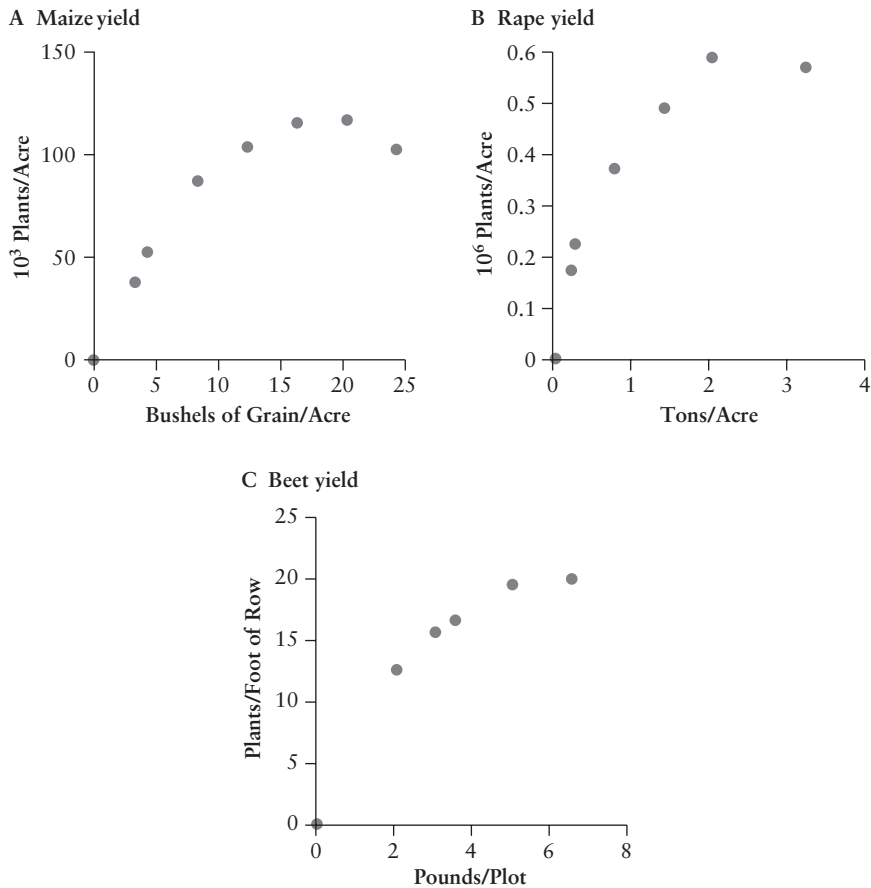 A Maize yield
150
100
50
0
10³ Plants/Acre
0 5 10 15 20 25
Bushels of Grain/Acre
B Rape yield
0.6
0.5
0.4
0.3
0.2
0.1
0
10⁶ Plants/Acre
0 1 2 3 4
Tons/Acre
C Beet yield
25
20
15
10
5
0
Plants/Foot of Row
0 2 4 6 8
Pounds/Plot